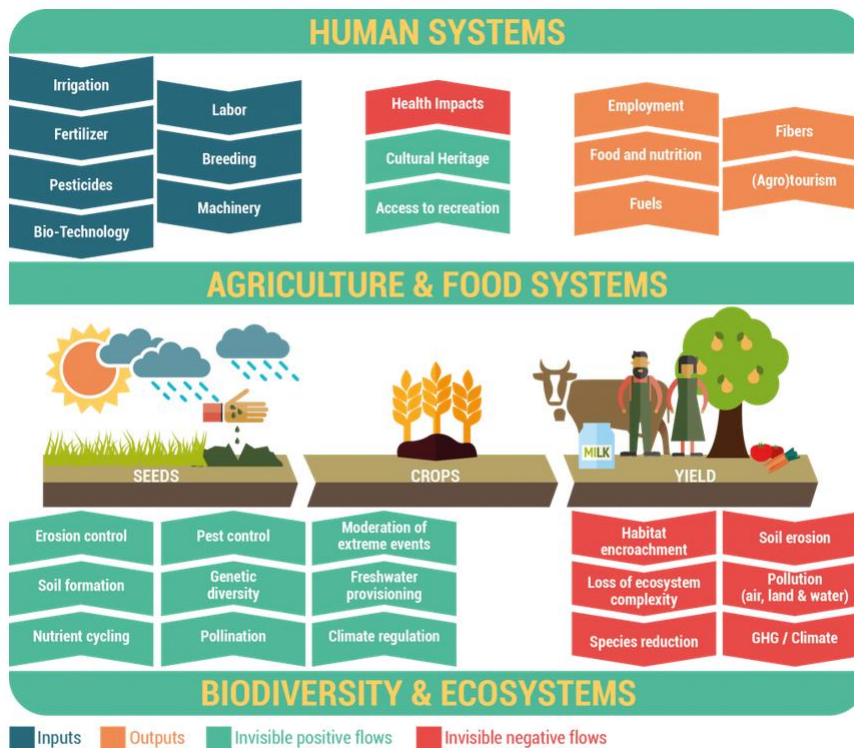 HUMAN SYSTEMS
Irrigation
Fertilizer
Pesticides
Bio-Technology
Labor
Breeding
Machinery
Health Impacts
Cultural Heritage
Access to recreation
Employment
Food and nutrition
Fuels
Fibers
(Agro)tourism
AGRICULTURE & FOOD SYSTEMS
MILK
SEEDS
CROPS
YIELD
Erosion control
Soil formation
Nutrient cycling
Pest control
Genetic
diversity
Pollination
Moderation of
extreme events
Freshwater
provisioning
Climate regulation
Habitat
encroachment
Loss of ecosystem
complexity
Species reduction
Soil erosion
Pollution
(air, land & water)
GHG / Climate
BIODIVERSITY & ECOSYSTEMS
Inputs
Outputs
Invisible positive flows
Invisible negative flows